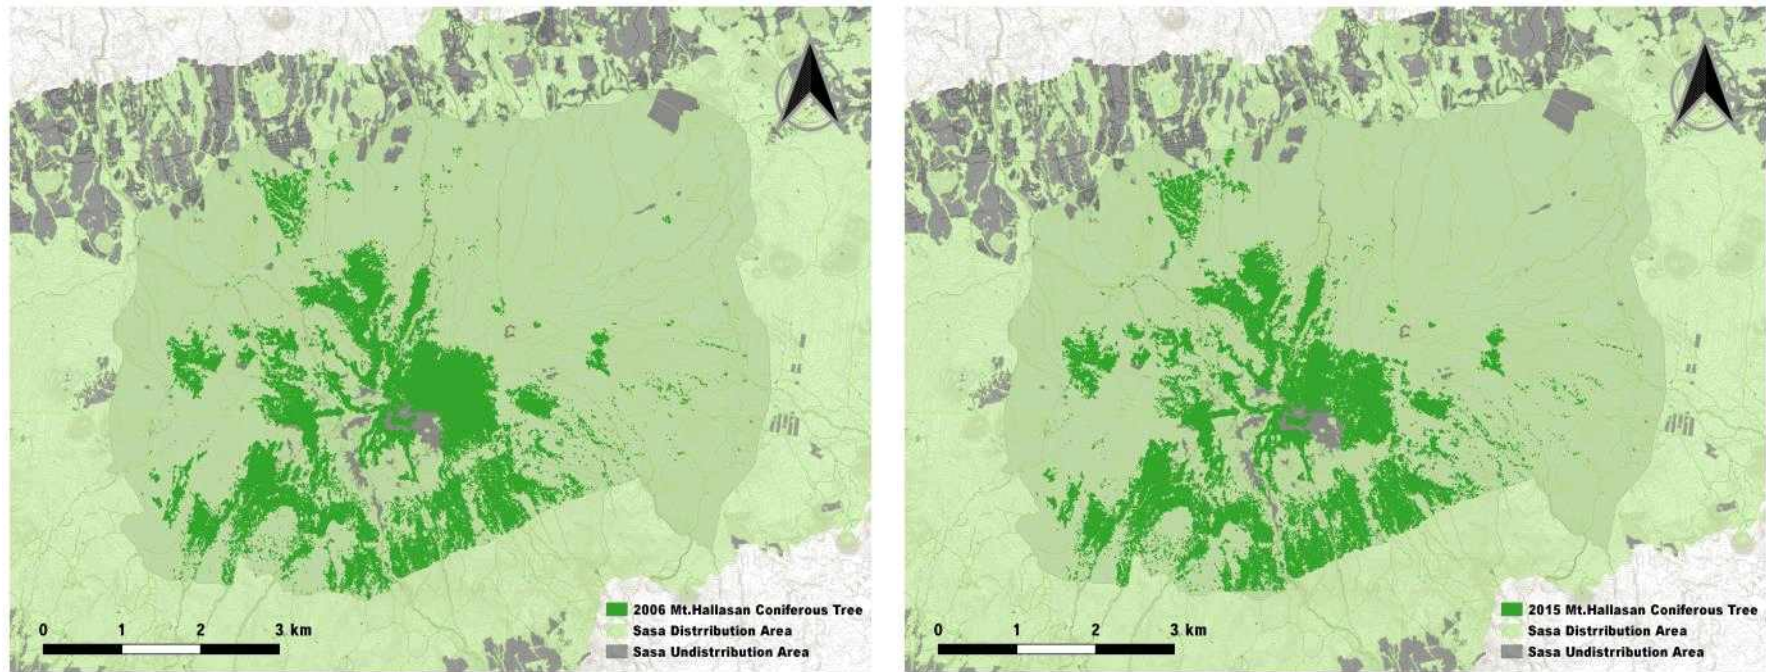 2006 Mt.Hallasan Coniferous Tree
Sasa Distrribution Area
Sasa Undistrribution Area
0 1 2 3 km
2015 Mt.Hallasan Coniferous Tree
Sasa Distrribution Area
Sasa Undistrribution Area
0 1 2 3 km